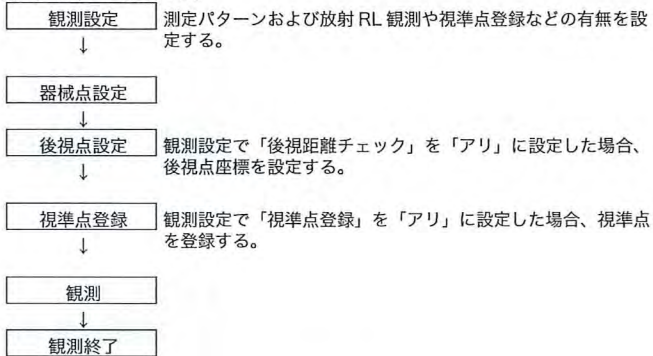 観測設定
測定パターンおよび放射 RL 観測や視準点登録などの有無を設
定する。
↓
器械点設定
↓
後視点設定
観測設定で「後視距離チェック」を「アリ」に設定した場合、
後視点座標を設定する。
↓
視準点登録
観測設定で「視準点登録」を「アリ」に設定した場合、視準点
を登録する。
↓
観測
↓
観測終了